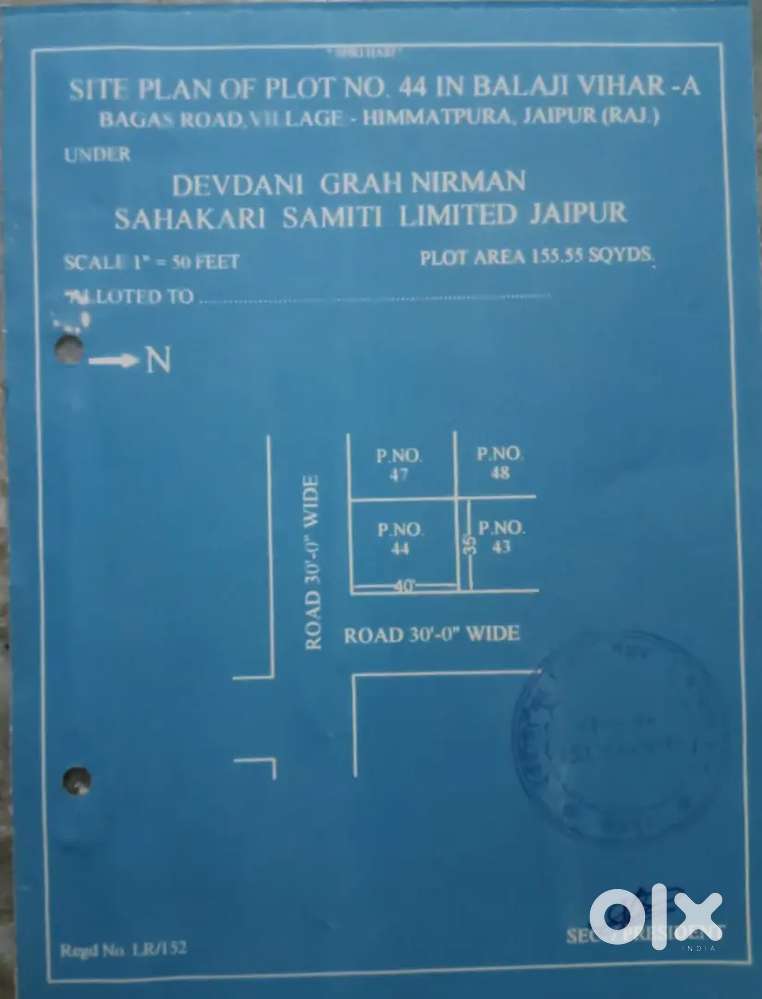 " SHRI HARI "
SITE PLAN OF PLOT NO. 44 IN BALAJI VIHAR -A
BAGAS ROAD, VILLAGE - HIMMATPURA, JAIPUR (RAJ.)
UNDER
DEVDANI GRAH NIRMAN
SAHAKARI SAMITI LIMITED JAIPUR
SCALE 1" = 50 FEET PLOT AREA 155.55 SQYDS.
ALLOTED TO
N
P.NO. 47
P.NO. 48
P.NO. 44
P.NO. 43
35'
40'
ROAD 30'-0" WIDE
ROAD 30'-0" WIDE
Regd No. LR/152
PRESIDENT
olx
INDIA